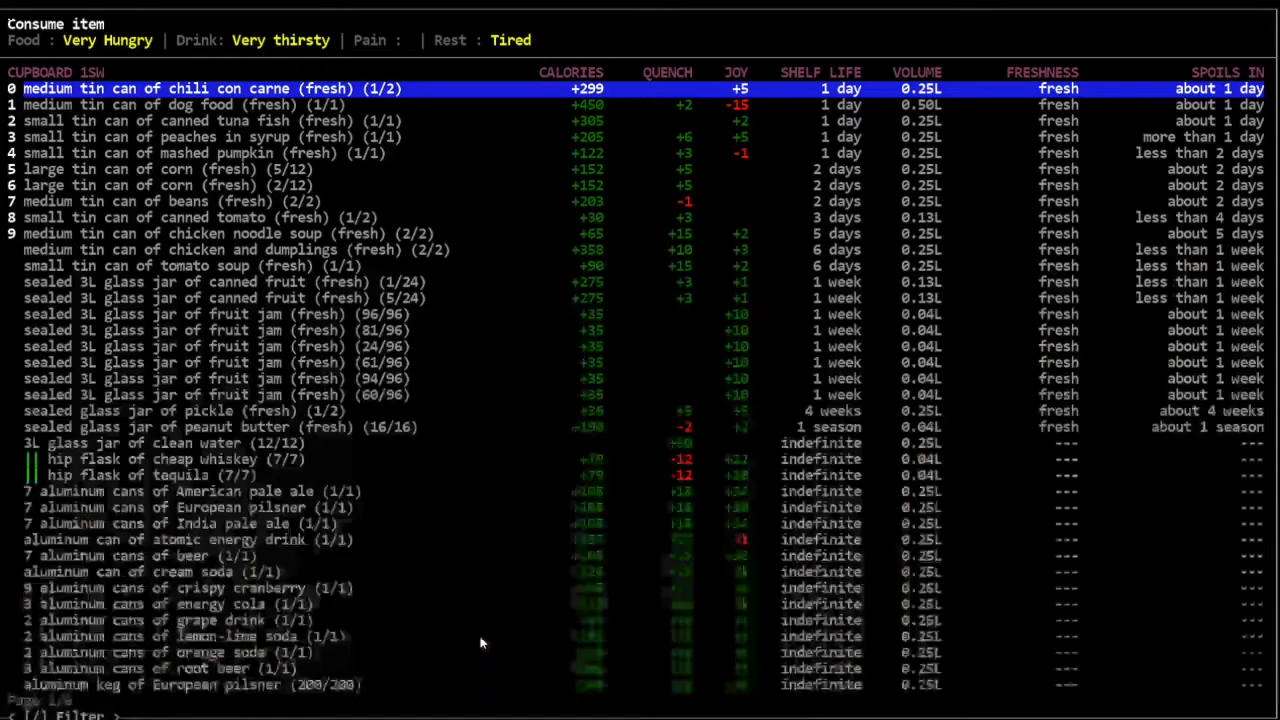 Consume item
Food : Very Hungry | Drink: Very thirsty | Pain :   | Rest : Tired
CUPBOARD 1SW CALORIES QUENCH JOY SHELF LIFE VOLUME FRESHNESS SPOILS IN
0 medium tin can of chili con carne (fresh) (1/2) +299 +5 1 day 0.25L fresh about 1 day
1 medium tin can of dog food (fresh) (1/1) +450 +2 -15 1 day 0.50L fresh about 1 day
2 small tin can of canned tuna fish (fresh) (1/1) +305 +2 1 day 0.25L fresh about 1 day
3 small tin can of peaches in syrup (fresh) (1/1) +205 +6 +5 1 day 0.25L fresh more than 1 day
4 small tin can of mashed pumpkin (fresh) (1/1) +122 +3 -1 1 day 0.25L fresh less than 2 days
5 large tin can of corn (fresh) (5/12) +152 +5 2 days 0.25L fresh about 2 days
6 large tin can of corn (fresh) (2/12) +152 +5 2 days 0.25L fresh about 2 days
7 medium tin can of beans (fresh) (2/2) +203 -1 2 days 0.25L fresh about 2 days
8 small tin can of canned tomato (fresh) (1/2) +30 +3 3 days 0.13L fresh less than 4 days
9 medium tin can of chicken noodle soup (fresh) (2/2) +65 +15 +2 5 days 0.25L fresh about 5 days
medium tin can of chicken and dumplings (fresh) (2/2) +358 +10 +3 6 days 0.25L fresh less than 1 week
small tin can of tomato soup (fresh) (1/1) +90 +15 +2 6 days 0.25L fresh less than 1 week
sealed 3L glass jar of canned fruit (fresh) (1/24) +275 +3 +1 1 week 0.13L fresh less than 1 week
sealed 3L glass jar of canned fruit (fresh) (5/24) +275 +3 +1 1 week 0.13L fresh less than 1 week
sealed 3L glass jar of fruit jam (fresh) (96/96) +35 +10 1 week 0.04L fresh about 1 week
sealed 3L glass jar of fruit jam (fresh) (81/96) +35 +10 1 week 0.04L fresh about 1 week
sealed 3L glass jar of fruit jam (fresh) (24/96) +35 +10 1 week 0.04L fresh about 1 week
sealed 3L glass jar of fruit jam (fresh) (61/96) +35 +10 1 week 0.04L fresh about 1 week
sealed 3L glass jar of fruit jam (fresh) (94/96) +35 +10 1 week 0.04L fresh about 1 week
sealed 3L glass jar of fruit jam (fresh) (60/96) +35 +10 1 week 0.04L fresh about 1 week
sealed glass jar of pickle (fresh) (1/2) +36 +5 +5 4 weeks 0.25L fresh about 4 weeks
sealed glass jar of peanut butter (fresh) (16/16) +190 -2 +2 1 season 0.25L fresh about 1 season
3L glass jar of clean water (12/12) indefinite 0.25L --- ---
|| hip flask of cheap whiskey (7/7) -12 indefinite 0.04L --- ---
|| hip flask of tequila (7/7) +79 -12 indefinite 0.04L --- ---
7 aluminum cans of American pale ale (1/1) indefinite 0.25L --- ---
7 aluminum cans of European pilsner (1/1) indefinite 0.25L --- ---
7 aluminum cans of India pale ale (1/1) indefinite 0.25L --- ---
aluminum can of atomic energy drink (1/1) indefinite 0.25L --- ---
7 aluminum cans of beer (1/1) indefinite 0.25L --- ---
aluminum can of cream soda (1/1) indefinite 0.25L --- ---
9 aluminum cans of crispy cranberry (1/1) indefinite 0.25L --- ---
3 aluminum cans of energy cola (1/1) indefinite 0.25L --- ---
2 aluminum cans of grape drink (1/1) indefinite 0.25L --- ---
2 aluminum cans of lemon-lime soda (1/1) indefinite 0.25L --- ---
2 aluminum cans of orange soda (1/1) indefinite 0.25L --- ---
3 aluminum cans of root beer (1/1) indefinite 0.25L --- ---
aluminum keg of European pilsner (200/200) indefinite 0.25L --- ---
Page
< [/] Filter >